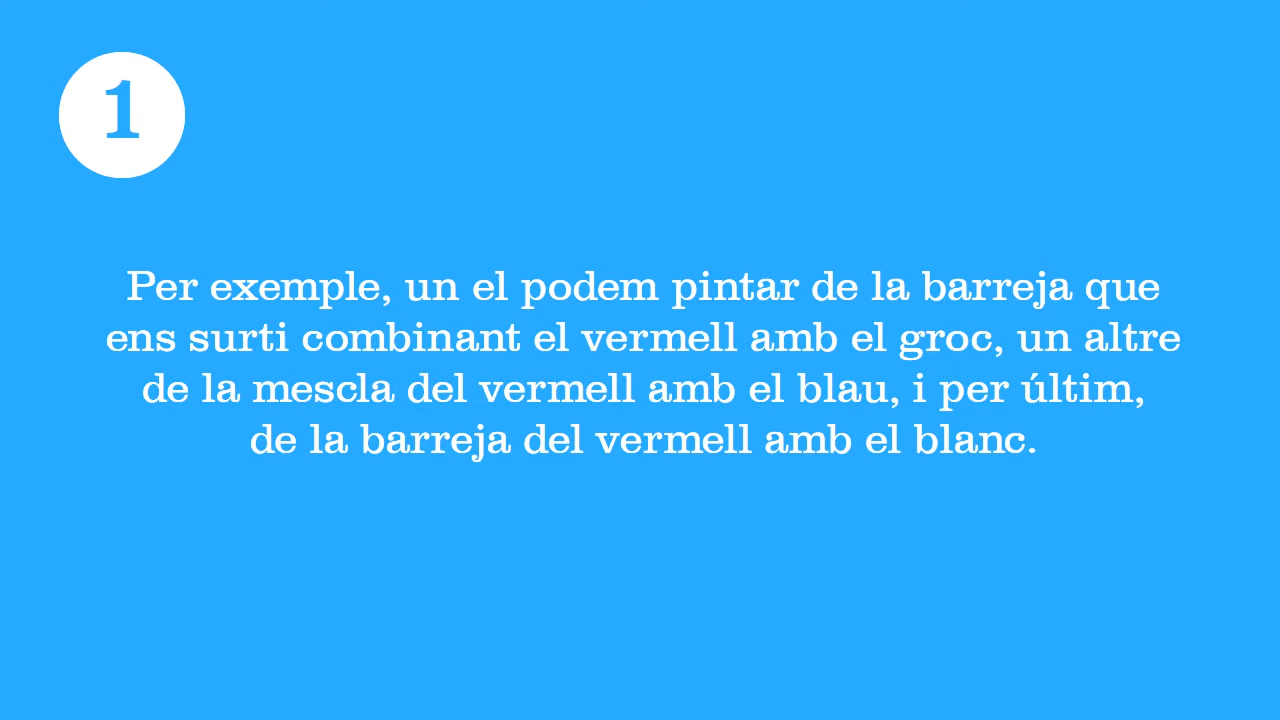 1
Per exemple, un el podem pintar de la barreja que
ens surti combinant el vermell amb el groc, un altre
de la mescla del vermell amb el blau, i per últim,
de la barreja del vermell amb el blanc.